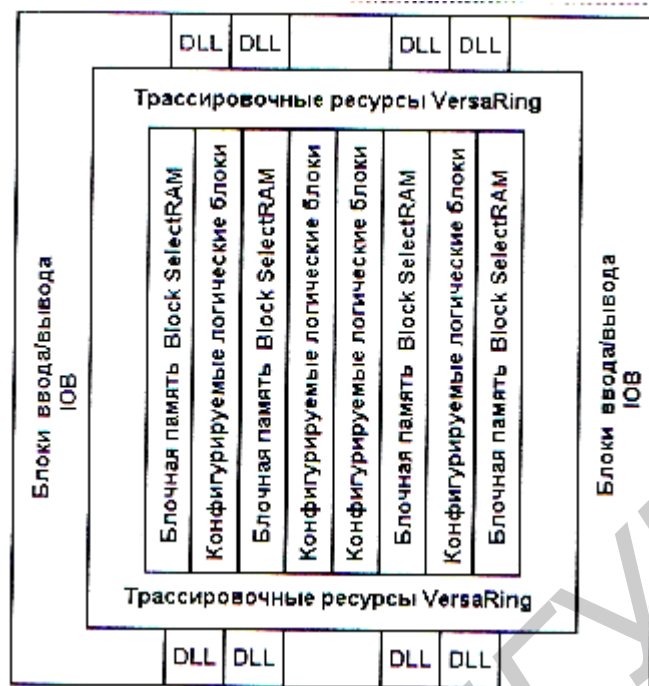 DLL DLL DLL DLL
Трассировочные ресурсы VersaRing
Блоки ввода/вывода
IOB
Блочная память Block SelectRAM
Конфигурируемые логические блоки
Блочная память Block SelectRAM
Конфигурируемые логические блоки
Конфигурируемые логические блоки
Блочная память Block SelectRAM
Конфигурируемые логические блоки
Блочная память Block SelectRAM
Блоки ввода/вывода
IOB
Трассировочные ресурсы VersaRing
DLL DLL DLL DLL